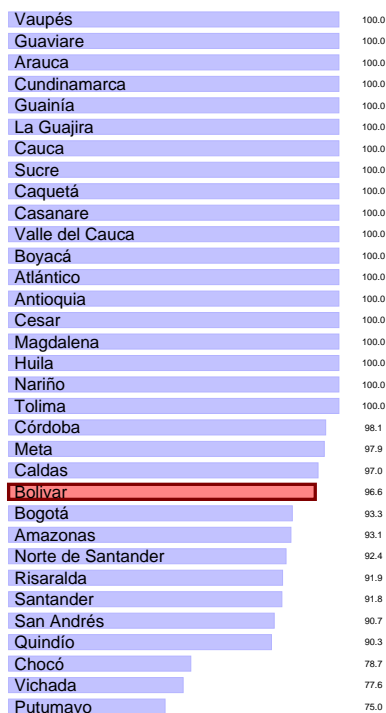 Vaupés 100.0
Guaviare 100.0
Arauca 100.0
Cundinamarca 100.0
Guainía 100.0
La Guajira 100.0
Cauca 100.0
Sucre 100.0
Caquetá 100.0
Casanare 100.0
Valle del Cauca 100.0
Boyacá 100.0
Atlántico 100.0
Antioquia 100.0
Cesar 100.0
Magdalena 100.0
Huila 100.0
Nariño 100.0
Tolima 100.0
Córdoba 98.1
Meta 97.9
Caldas 97.0
Bolivar 96.6
Bogotá 93.3
Amazonas 93.1
Norte de Santander 92.4
Risaralda 91.9
Santander 91.8
San Andrés 90.7
Quindío 90.3
Chocó 78.7
Vichada 77.6
Putumayo 75.0